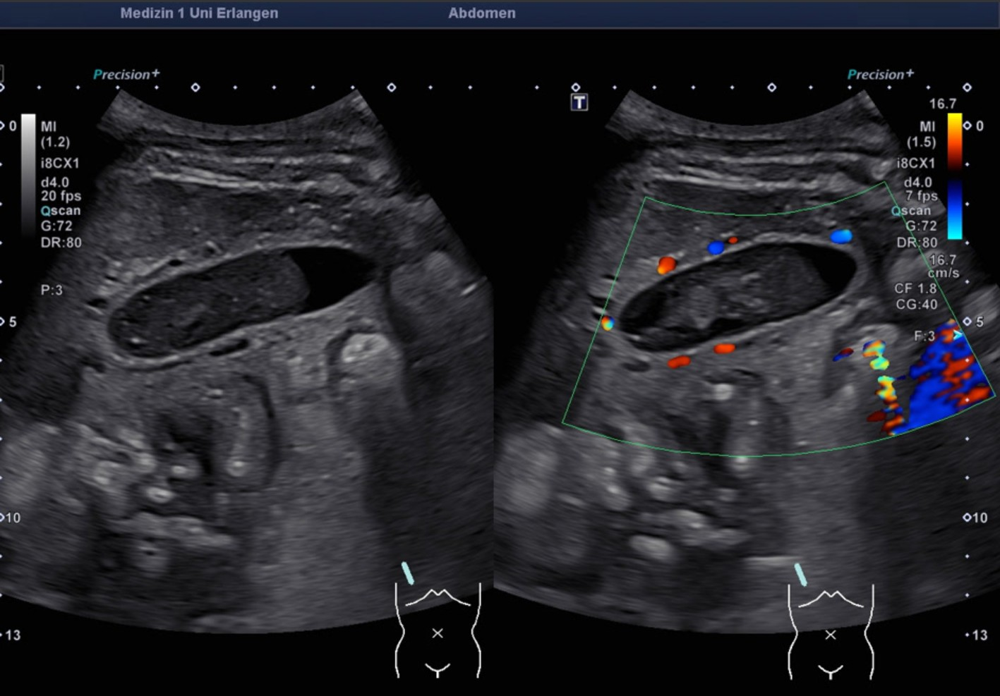 Medizin 1 Uni Erlangen
Abdomen
Precision+
0
MI
(1.2)
i8CX1
d4.0
20 fps
Qscan
G:72
DR:80
P:3
5
10
13
Precision+
T
16.7
MI
0
(1.5)
i8CX1
d4.0
7 fps
Qscan
G:72
DR:80
16.7
cm/s
CF 1.8
CG:40
5
F:3
10
13